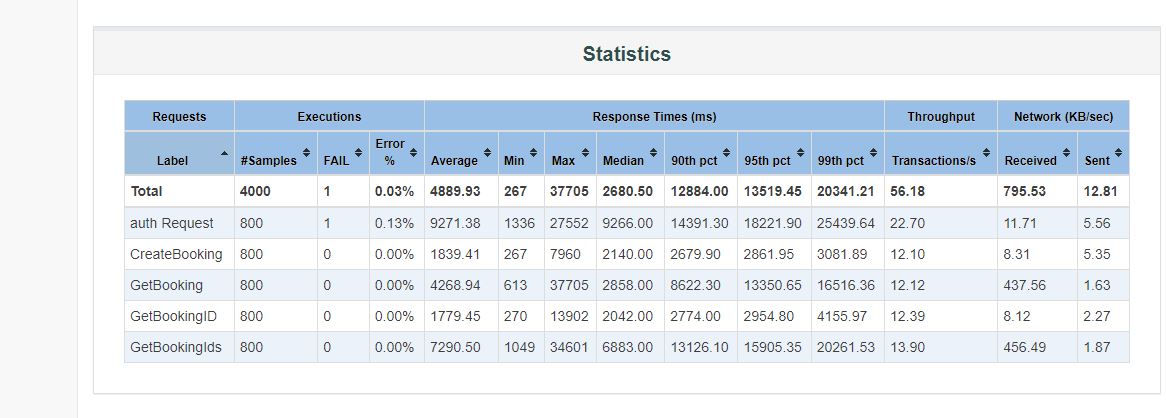 Statistics
Requests Executions Response Times (ms) Throughput Network (KB/sec)
Label #Samples FAIL Error % Average Min Max Median 90th pct 95th pct 99th pct Transactions/s Received Sent
Total 4000 1 0.03% 4889.93 267 37705 2680.50 12884.00 13519.45 20341.21 56.18 795.53 12.81
auth Request 800 1 0.13% 9271.38 1336 27552 9266.00 14391.30 18221.90 25439.64 22.70 11.71 5.56
CreateBooking 800 0 0.00% 1839.41 267 7960 2140.00 2679.90 2861.95 3081.89 12.10 8.31 5.35
GetBooking 800 0 0.00% 4268.94 613 37705 2858.00 8622.30 13350.65 16516.36 12.12 437.56 1.63
GetBookingID 800 0 0.00% 1779.45 270 13902 2042.00 2774.00 2954.80 4155.97 12.39 8.12 2.27
GetBookingIds 800 0 0.00% 7290.50 1049 34601 6883.00 13126.10 15905.35 20261.53 13.90 456.49 1.87